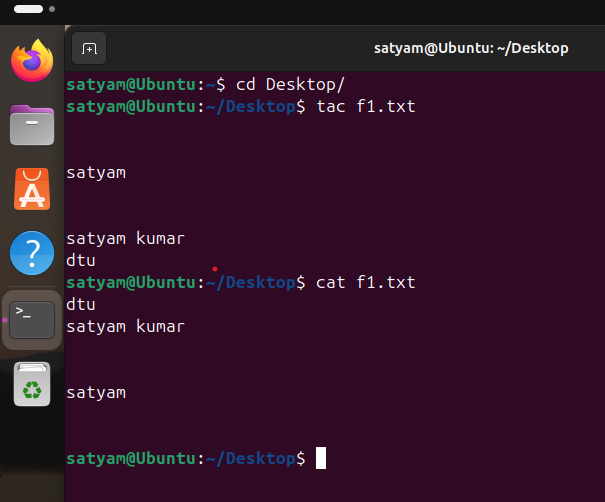 satyam@Ubuntu: ~/Desktop
satyam@Ubuntu:~$ cd Desktop/
satyam@Ubuntu:~/Desktop$ tac f1.txt
satyam
satyam kumar
dtu
satyam@Ubuntu:~/Desktop$ cat f1.txt
dtu
satyam kumar
satyam
satyam@Ubuntu:~/Desktop$